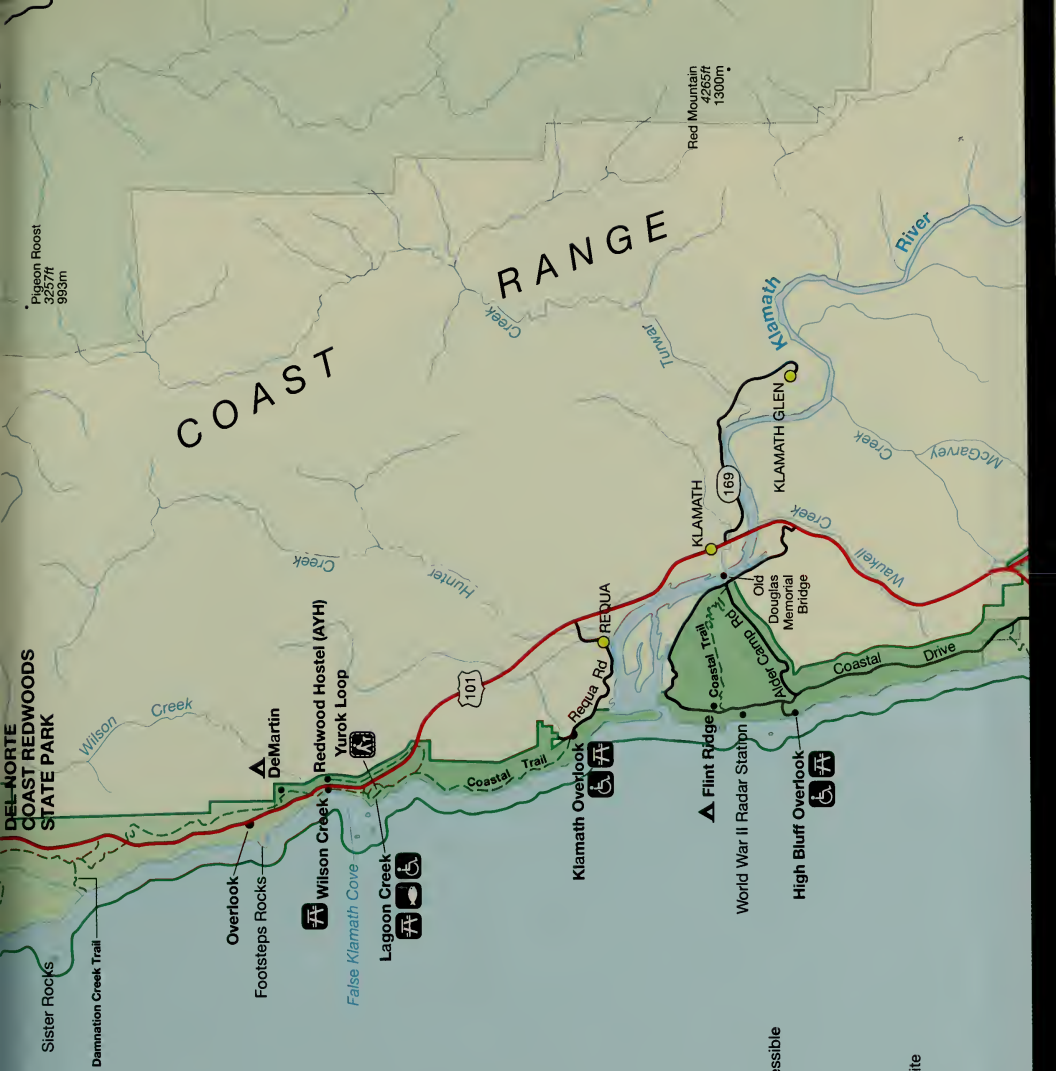 DEL NORTE
COAST REDWOODS
STATE PARK
Sister Rocks
Damnation Creek Trail
Wilson
Creek
Pigeon Roost
3257ft
993m
COAST
RANGE
Overlook
Footsteps Rocks
DeMartin
Wilson Creek
Redwood Hostel (AYH)
Yurok Loop
False Klamath Cove
Lagoon Creek
Hunter
Creek
101
Coastal Trail
Klamath Overlook
Requa Rd
REQUA
Turwar
Creek
Red Mountain
4265ft
1300m
KLAMATH
169
KLAMATH GLEN
Klamath
River
Flint Ridge
Coastal Trail
World War II Radar Station
High Bluff Overlook
Alder Camp Rd
Old
Douglas
Memorial
Bridge
Waukell
Creek
McGarvey
Creek
Coastal
Drive
essible
ite